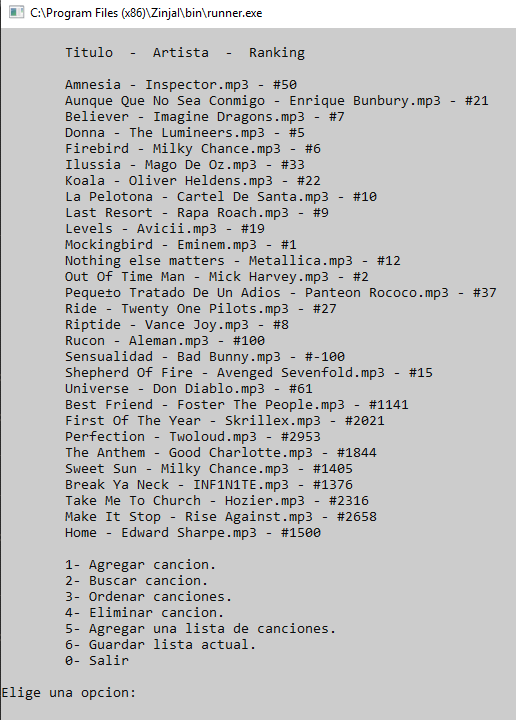 C:\Program Files (x86)\Zinjal\bin\runner.exe
Titulo - Artista - Ranking
Amnesia - Inspector.mp3 - #50
Aunque Que No Sea Conmigo - Enrique Bunbury.mp3 - #21
Believer - Imagine Dragons.mp3 - #7
Donna - The Lumineers.mp3 - #5
Firebird - Milky Chance.mp3 - #6
Ilussia - Mago De Oz.mp3 - #33
Koala - Oliver Heldens.mp3 - #22
La Pelotona - Cartel De Santa.mp3 - #10
Last Resort - Rapa Roach.mp3 - #9
Levels - Avicii.mp3 - #19
Mockingbird - Eminem.mp3 - #1
Nothing else matters - Metallica.mp3 - #12
Out Of Time Man - Mick Harvey.mp3 - #2
Peque±o Tratado De Un Adios - Panteon Rococo.mp3 - #37
Ride - Twenty One Pilots.mp3 - #27
Riptide - Vance Joy.mp3 - #8
Rucon - Aleman.mp3 - #100
Sensualidad - Bad Bunny.mp3 - #-100
Shepherd Of Fire - Avenged Sevenfold.mp3 - #15
Universe - Don Diablo.mp3 - #61
Best Friend - Foster The People.mp3 - #1141
First Of The Year - Skrillex.mp3 - #2021
Perfection - Twoloud.mp3 - #2953
The Anthem - Good Charlotte.mp3 - #1844
Sweet Sun - Milky Chance.mp3 - #1405
Break Ya Neck - INF1N1TE.mp3 - #1376
Take Me To Church - Hozier.mp3 - #2316
Make It Stop - Rise Against.mp3 - #2658
Home - Edward Sharpe.mp3 - #1500
1- Agregar cancion.
2- Buscar cancion.
3- Ordenar canciones.
4- Eliminar cancion.
5- Agregar una lista de canciones.
6- Guardar lista actual.
0- Salir
Elige una opcion: